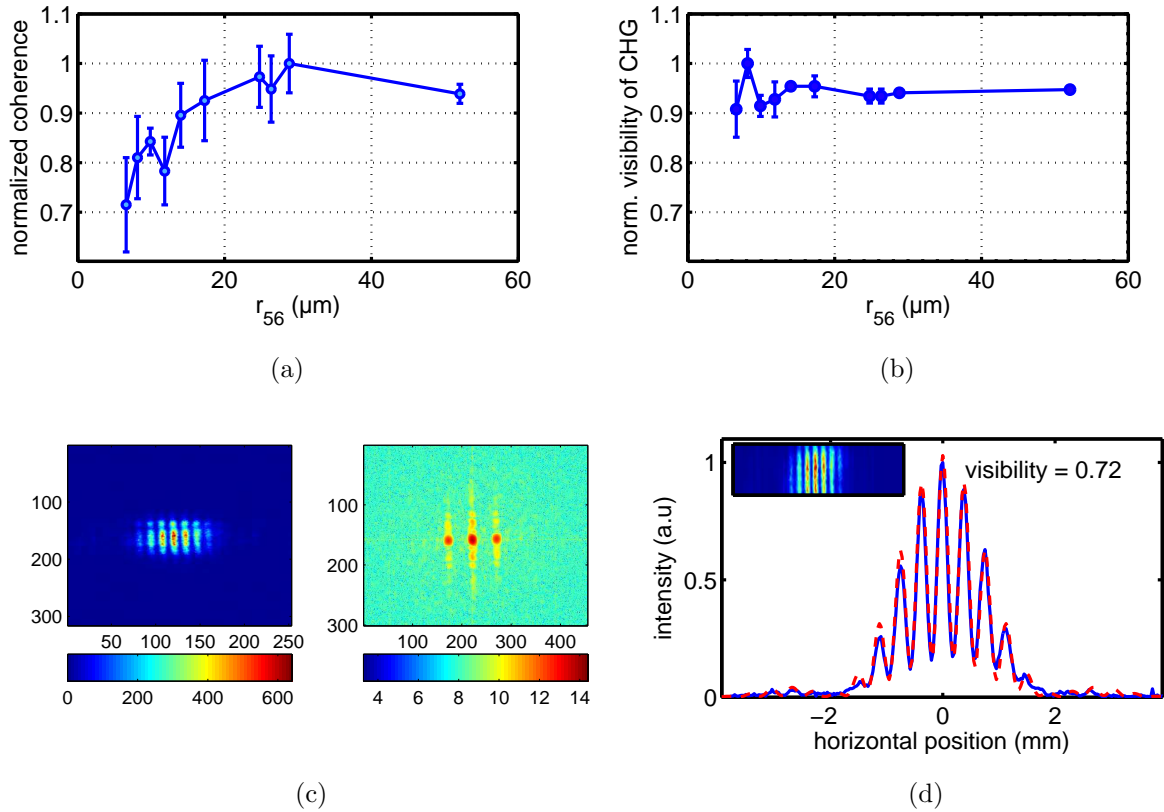 1.1
1
0.9
0.8
0.7
normalized coherence
0 20 40 60
r56 (µm)
(a)
1.1
1
0.9
0.8
0.7
norm. visibility of CHG
0 20 40 60
r56 (µm)
(b)
100
200
300
50 100 150 200 250
0 200 400 600
0
100
200
300
100 200 300 400
4 6 8 10 12 14
(c)
1
0.5
0
intensity (a.u)
visibility = 0.72
−2 0 2
horizontal position (mm)
(d)